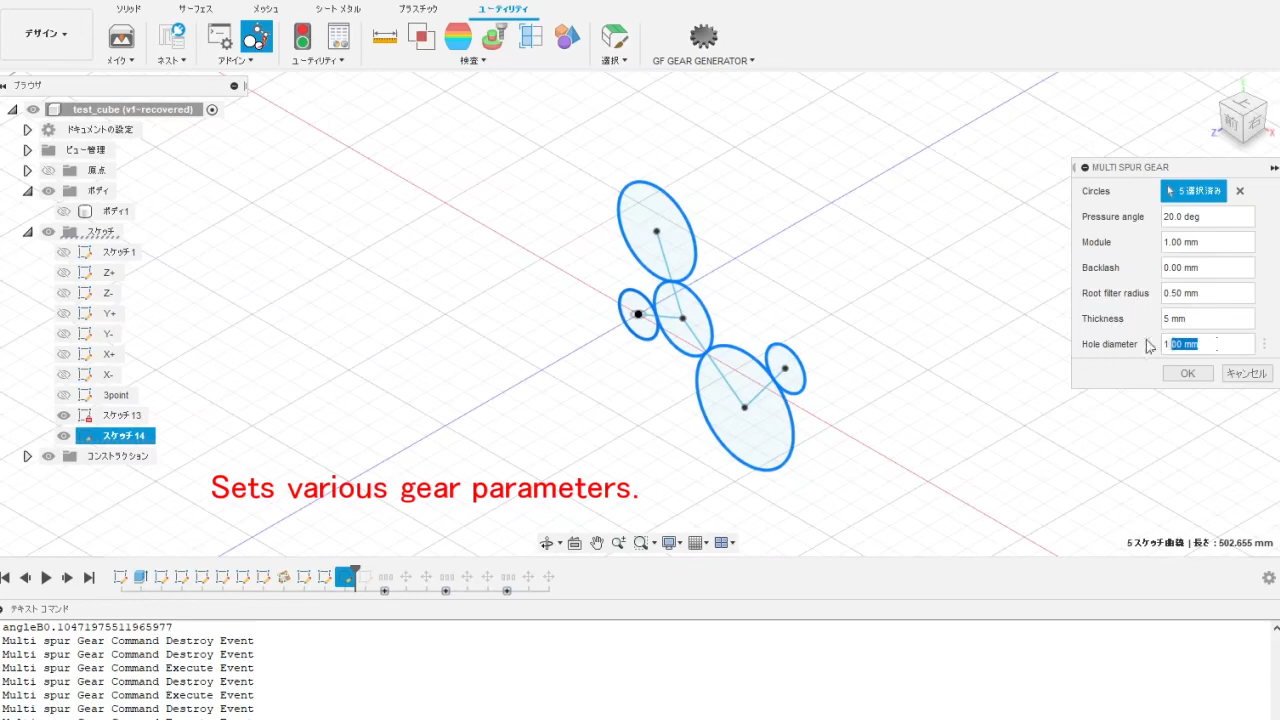 ソリッド サーフェス メッシュ シート メタル プラスチック ユーティリティ
デザイン ▾
メイク ▾ ネスト ▾ アドイン ▾ ユーティリティ ▾ 検査 ▾ 選択 ▾ GF GEAR GENERATOR ▾
ブラウザ
test_cube (v1-recovered)
ドキュメントの設定
ビュー管理
原点
ボディ
ボディ1
スケッチ
スケッチ1
Z+
Z-
Y+
Y-
X+
X-
3point
スケッチ13
スケッチ14
コンストラクション
上
前
右
Z
X
MULTI SPUR GEAR
Circles 5 選択済み
Pressure angle 20.0 deg
Module 1.00 mm
Backlash 0.00 mm
Root filter radius 0.50 mm
Thickness 5 mm
Hole diameter 1.00 mm
OK キャンセル
Sets various gear parameters.
5 スケッチ曲線 | 長さ : 502.655 mm
テキスト コマンド
angleB0.10471975511965977
Multi spur Gear Command Destroy Event
Multi spur Gear Command Destroy Event
Multi spur Gear Command Execute Event
Multi spur Gear Command Destroy Event
Multi spur Gear Command Execute Event
Multi spur Gear Command Destroy Event